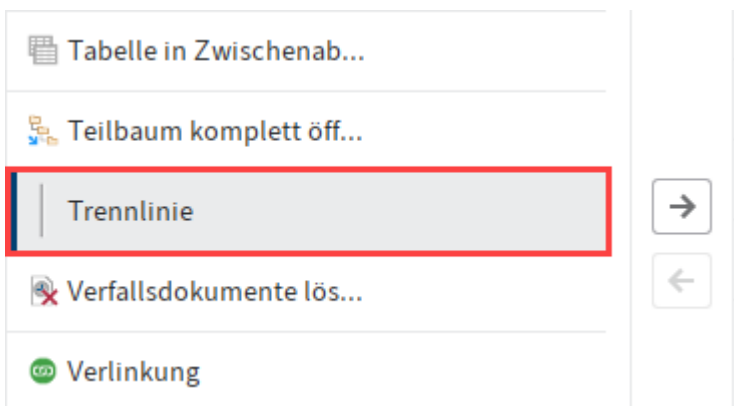 Tabelle in Zwischenab...
Teilbaum komplett öff...
Trennlinie
Verfallsdokumente lös...
Verlinkung